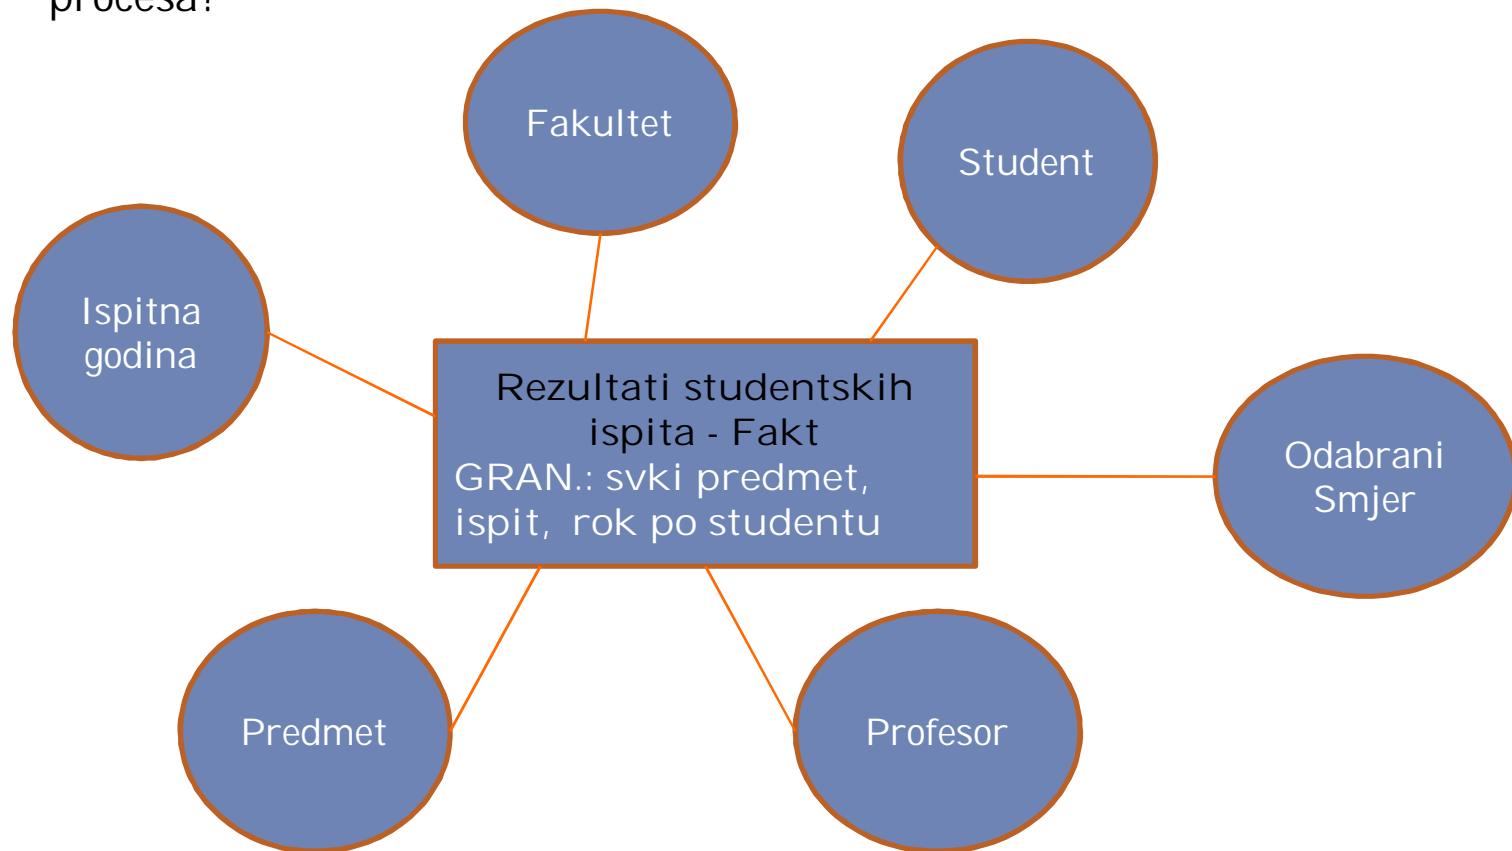 procesa?
Fakultet
Student
Ispitna
godina
Rezultati studentskih
ispita - Fakt
GRAN.: svki predmet,
ispit, rok po studentu
Odabrani
Smjer
Predmet
Profesor